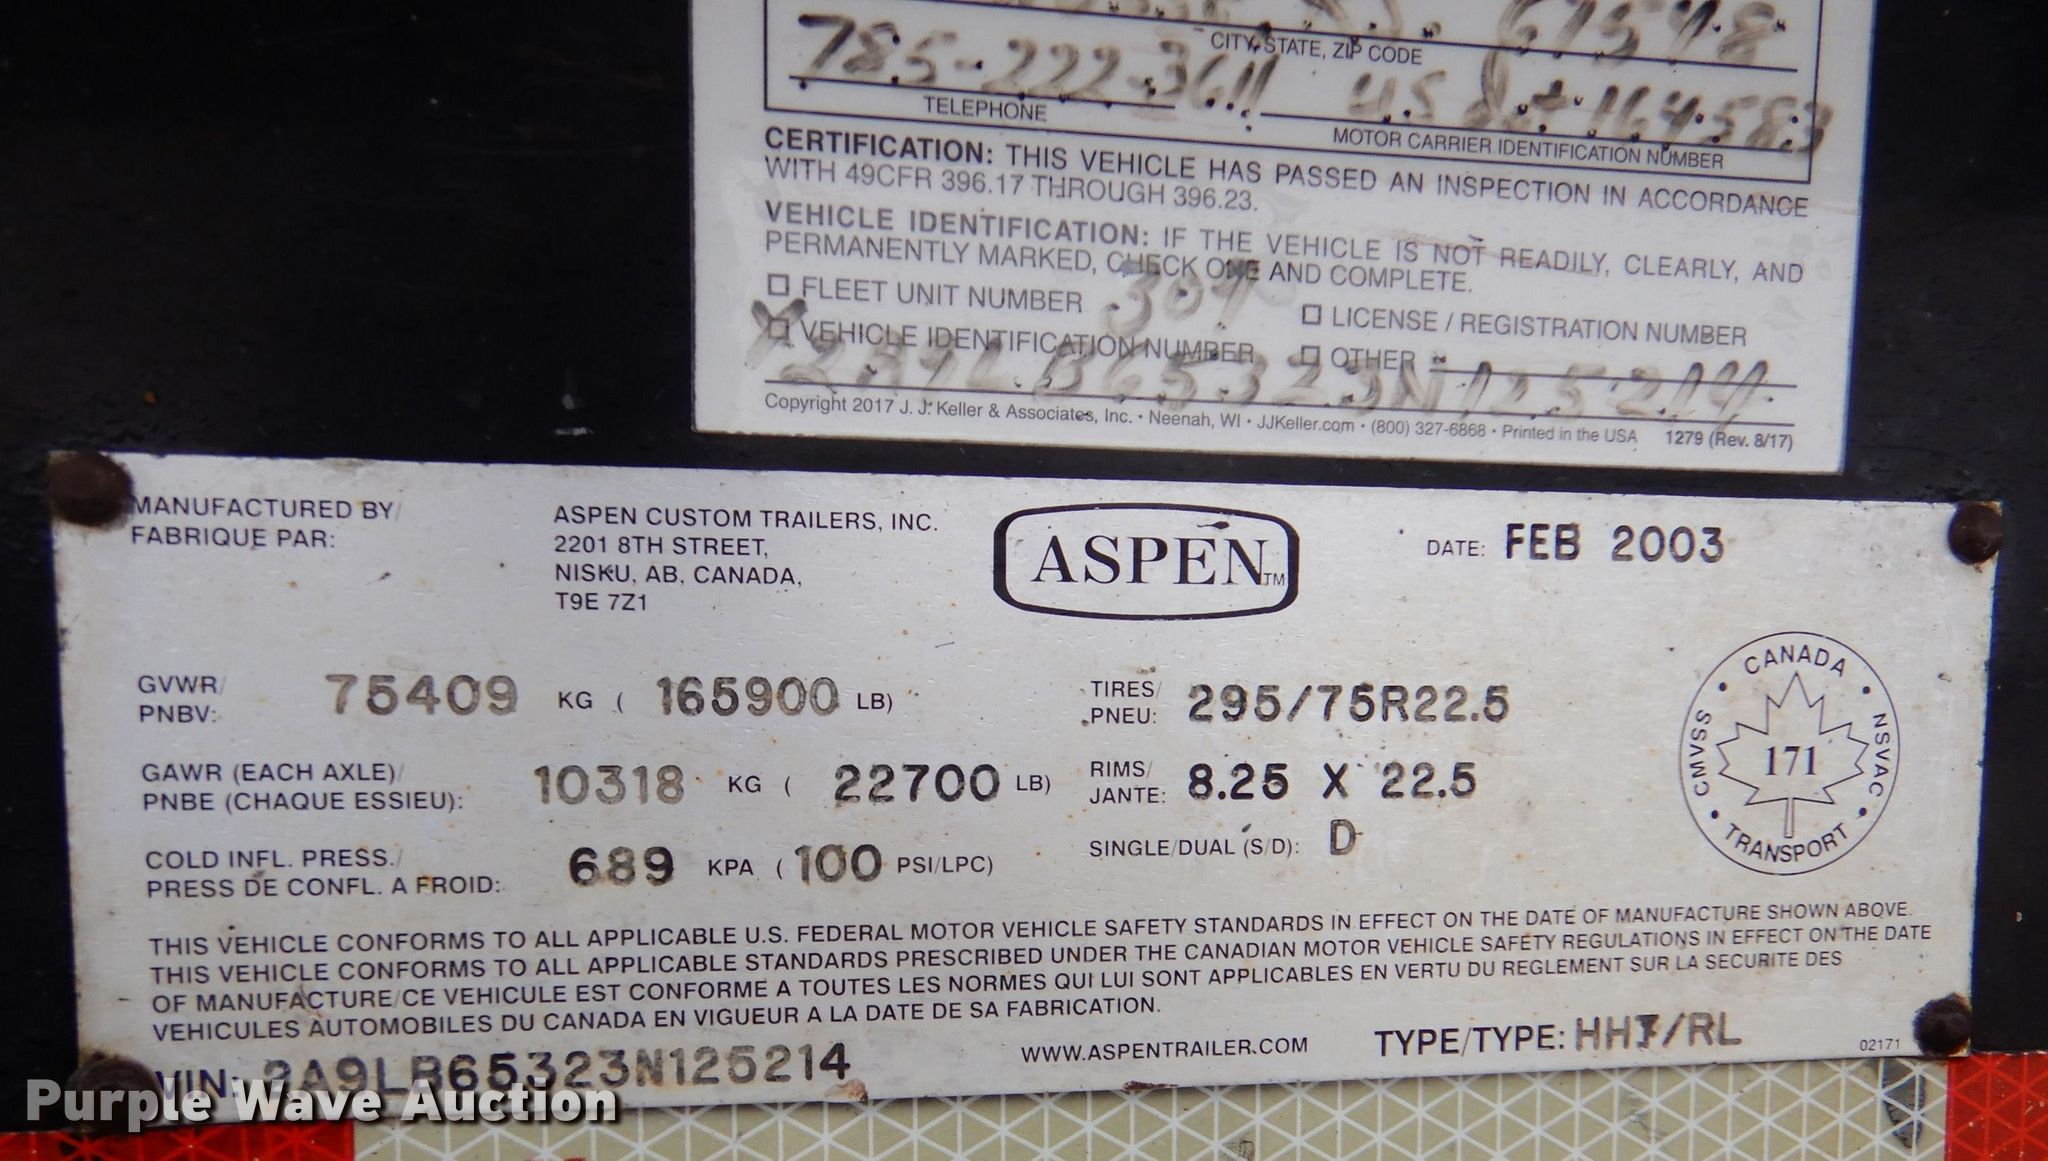 67548
CITY, STATE, ZIP CODE
785-222-3611 US Dot 164583
TELEPHONE
MOTOR CARRIER IDENTIFICATION NUMBER
CERTIFICATION: THIS VEHICLE HAS PASSED AN INSPECTION IN ACCORDANCE
WITH 49CFR 396.17 THROUGH 396.23.
VEHICLE IDENTIFICATION: IF THE VEHICLE IS NOT READILY, CLEARLY, AND
PERMANENTLY MARKED, CHECK ONE AND COMPLETE.
FLEET UNIT NUMBER
LICENSE / REGISTRATION NUMBER
X VEHICLE IDENTIFICATION NUMBER
OTHER
2A9LB65323N125214
Copyright 2017 J. J. Keller & Associates, Inc. • Neenah, WI • JJKeller.com • (800) 327-6868 • Printed in the USA 1279 (Rev. 8/17)
MANUFACTURED BY/
FABRIQUE PAR:
ASPEN CUSTOM TRAILERS, INC.
2201 8TH STREET,
NISKU, AB, CANADA,
T9E 7Z1
ASPEN TM
DATE: FEB 2003
GVWR/
PNBV: 75409 KG ( 165900 LB)
TIRES/
PNEU: 295/75R22.5
GAWR (EACH AXLE)/
PNBE (CHAQUE ESSIEU): 10318 KG ( 22700 LB)
RIMS/
JANTE: 8.25 X 22.5
COLD INFL. PRESS./
PRESS DE CONFL. A FROID: 689 KPA ( 100 PSI/LPC)
SINGLE/DUAL (S/D): D
CANADA • NSVAC • TRANSPORT • CMVSS •
171
THIS VEHICLE CONFORMS TO ALL APPLICABLE U.S. FEDERAL MOTOR VEHICLE SAFETY STANDARDS IN EFFECT ON THE DATE OF MANUFACTURE SHOWN ABOVE.
THIS VEHICLE CONFORMS TO ALL APPLICABLE STANDARDS PRESCRIBED UNDER THE CANADIAN MOTOR VEHICLE SAFETY REGULATIONS IN EFFECT ON THE DATE
OF MANUFACTURE/CE VEHICULE EST CONFORME A TOUTES LES NORMES QUI LUI SONT APPLICABLES EN VERTU DU REGLEMENT SUR LA SECURITE DES
VEHICULES AUTOMOBILES DU CANADA EN VIGUEUR A LA DATE DE SA FABRICATION.
VIN: 2A9LB65323N125214
WWW.ASPENTRAILER.COM
TYPE/TYPE: HHT/RL
02171
Purple Wave Auction